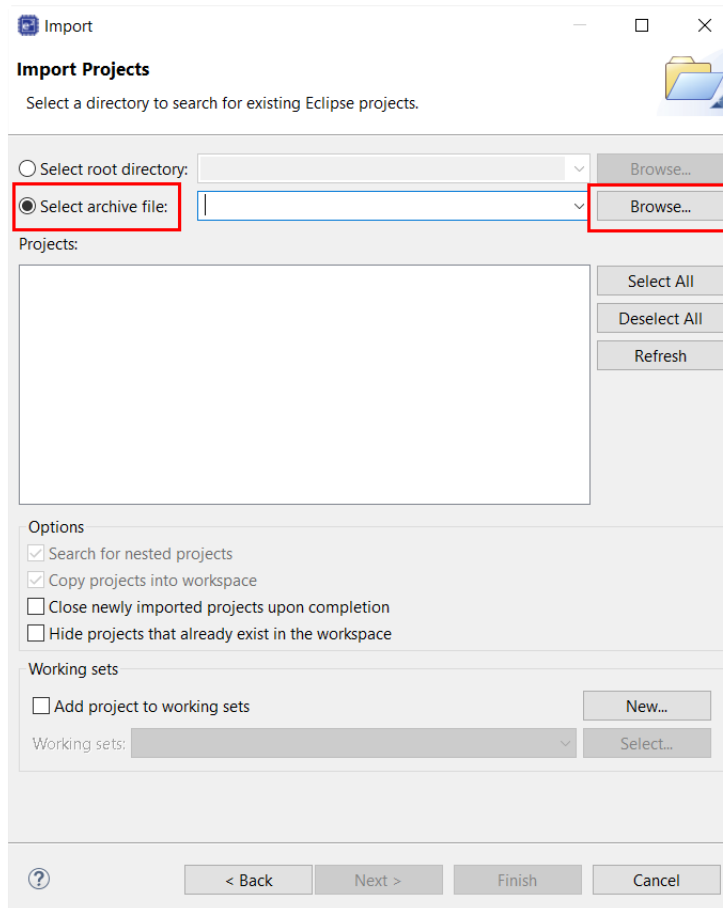 Import
Import Projects
Select a directory to search for existing Eclipse projects.
Select root directory:
Browse...
Select archive file:
Browse...
Projects:
Select All
Deselect All
Refresh
Options
Search for nested projects
Copy projects into workspace
Close newly imported projects upon completion
Hide projects that already exist in the workspace
Working sets
Add project to working sets
New...
Working sets:
Select...
?
< Back
Next >
Finish
Cancel